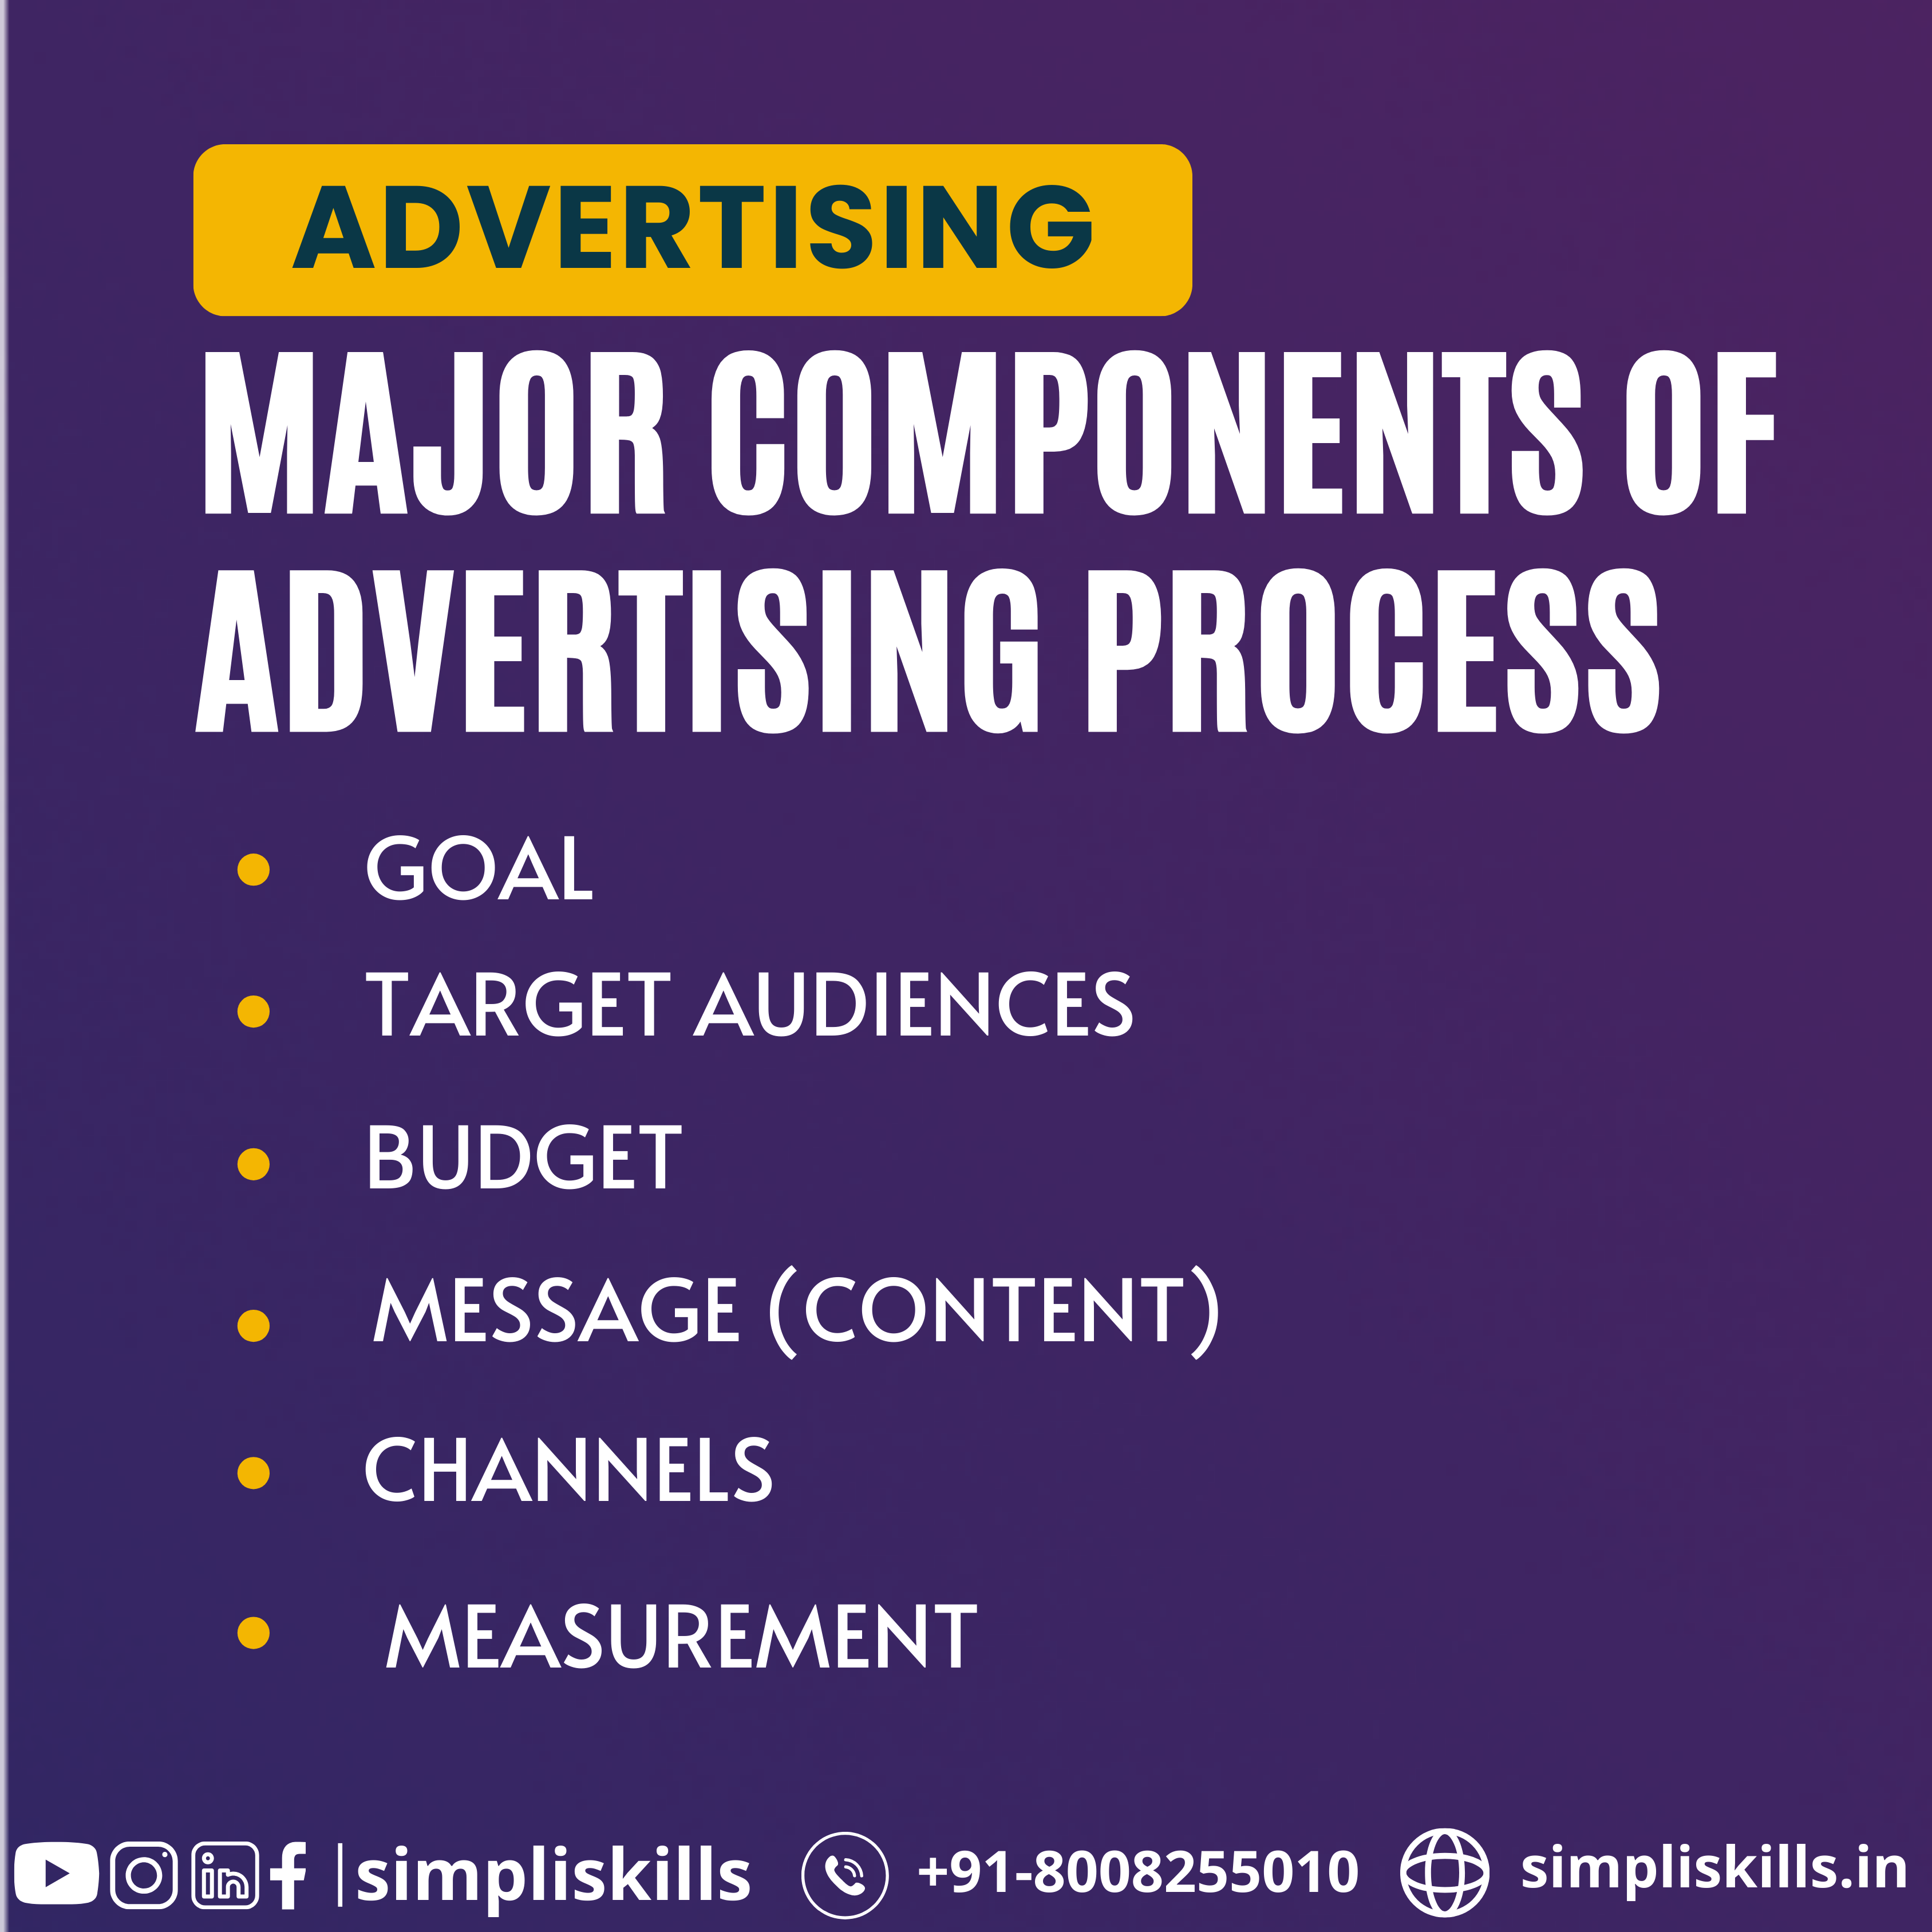 ADVERTISING
MAJOR COMPONENTS OF
ADVERTISING PROCESS
GOAL
TARGET AUDIENCES
BUDGET
MESSAGE (CONTENT)
CHANNELS
MEASUREMENT
in f |simpliskills +91-8008255010 simpliskills.in